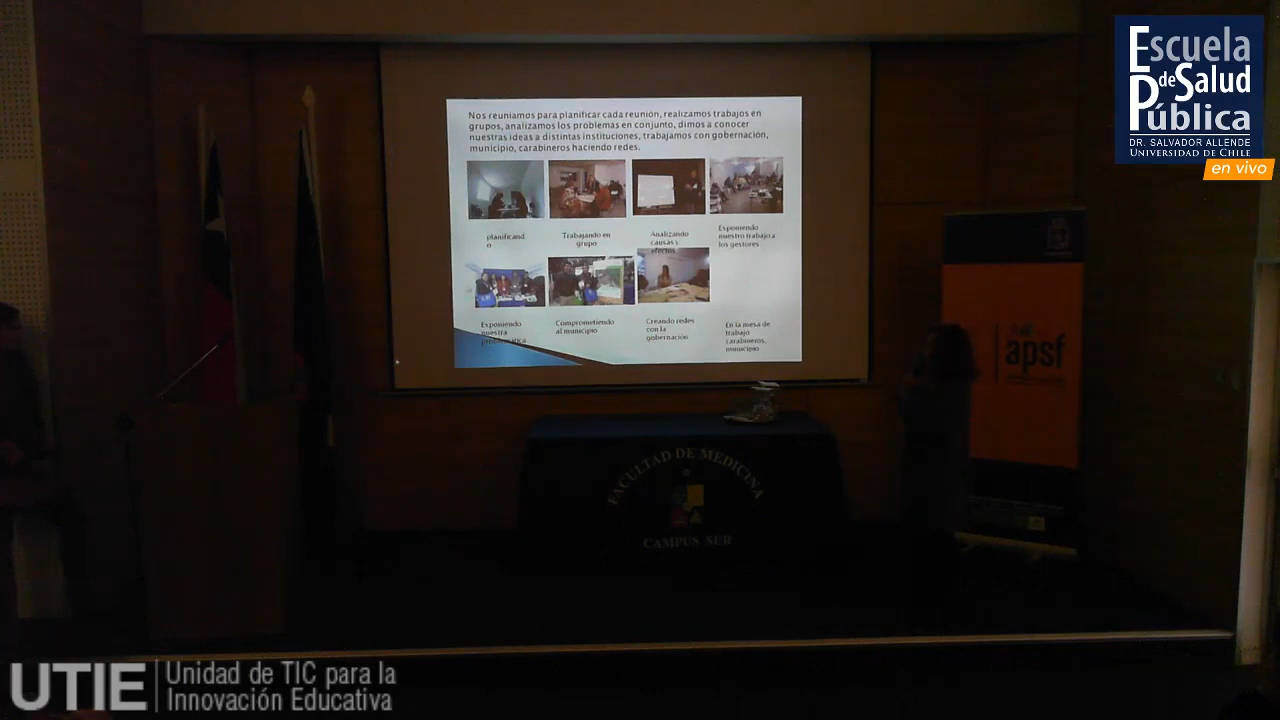 Escuela
de Salud
Pública
DR. SALVADOR ALLENDE
UNIVERSIDAD DE CHILE
en vivo
Nos reuníamos para planificar cada reunión, realizamos trabajos en
grupos, analizamos los problemas en conjunto, dimos a conocer
nuestras ideas a distintas instituciones, trabajamos con gobernación,
municipio, carabineros haciendo redes.
planificand
o
Trabajando en
grupo
Analizando
causas y
efectos
Exponiendo
nuestro trabajo a
los gestores
Exponiendo
nuestra
Comprometiendo
al municipio
Creando redes
con la
gobernación
En la mesa de
trabajo
carabineros,
municipio
apsf
FACULTAD DE MEDICINA
CAMPUS SUR
UTIE
Unidad de TIC para la
Innovación Educativa